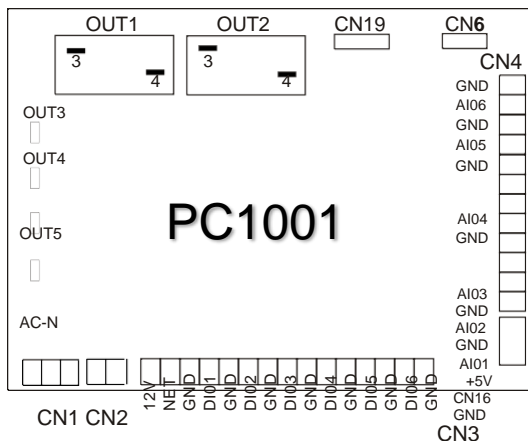 OUT1 OUT2 CN19 CN6
3 4 3 4
CN4
GND
AI06
GND
AI05
GND
AI04
GND
AI03
GND
AI02
GND
AI01
+5V
CN16
GND
CN3
OUT3
OUT4
OUT5
PC1001
AC-N
12V NET GND DI01 GND DI02 GND DI03 GND DI04 GND DI05 GND DI06 GND
CN1 CN2